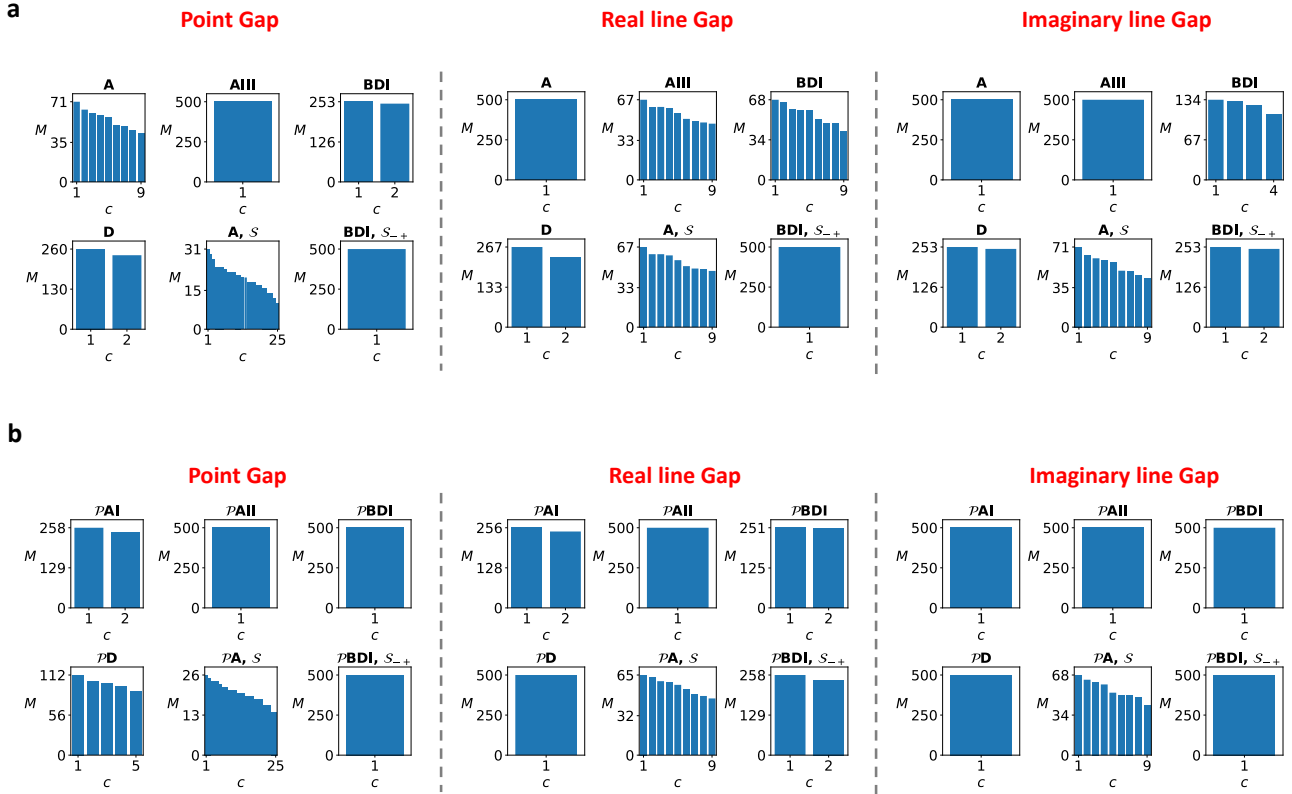 a
Point Gap Real line Gap Imaginary line Gap
A AIII BDI A AIII BDI A AIII BDI
71 500 253 500 67 68 500 500 134
M M M M M M M M M
35 250 126 250 33 34 250 250 67
0 0 0 0 0 0 0 0 0
1 9 1 1 2 1 1 9 1 9 1 1 1 4
c c c c c c c c c
D A, S BDI, S−+ D A, S BDI, S−+ D A, S BDI, S−+
260 31 500 267 67 500 253 71 253
M M M M M M M M M
130 15 250 133 33 250 126 35 126
0 0 0 0 0 0 0 0 0
1 2 1 25 1 1 2 1 9 1 1 2 1 9 1 2
c c c c c c c c c
b
Point Gap Real line Gap Imaginary line Gap
PAI PAII PBDI PAI PAII PBDI PAI PAII PBDI
258 500 500 256 500 251 500 500 500
M M M M M M M M M
129 250 250 128 250 125 250 250 250
0 0 0 0 0 0 0 0 0
1 2 1 1 1 2 1 1 2 1 1 1
c c c c c c c c c
PD PA, S PBDI, S−+ PD PA, S PBDI, S−+ PD PA, S PBDI, S−+
112 26 500 500 65 258 500 68 500
M M M M M M M M M
56 13 250 250 32 129 250 34 250
0 0 0 0 0 0 0 0 0
1 5 1 25 1 1 1 9 1 2 1 1 9 1
c c c c c c c c c